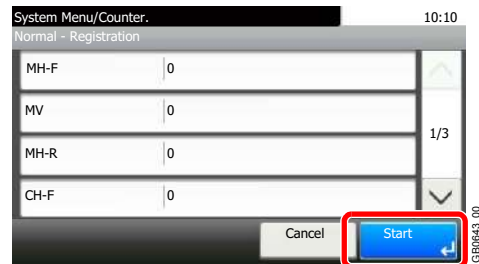 System Menu/Counter. 10:10
Normal - Registration
MH-F 0
MV 0
1/3
MH-R 0
CH-F 0
Cancel Start
GB0643_00